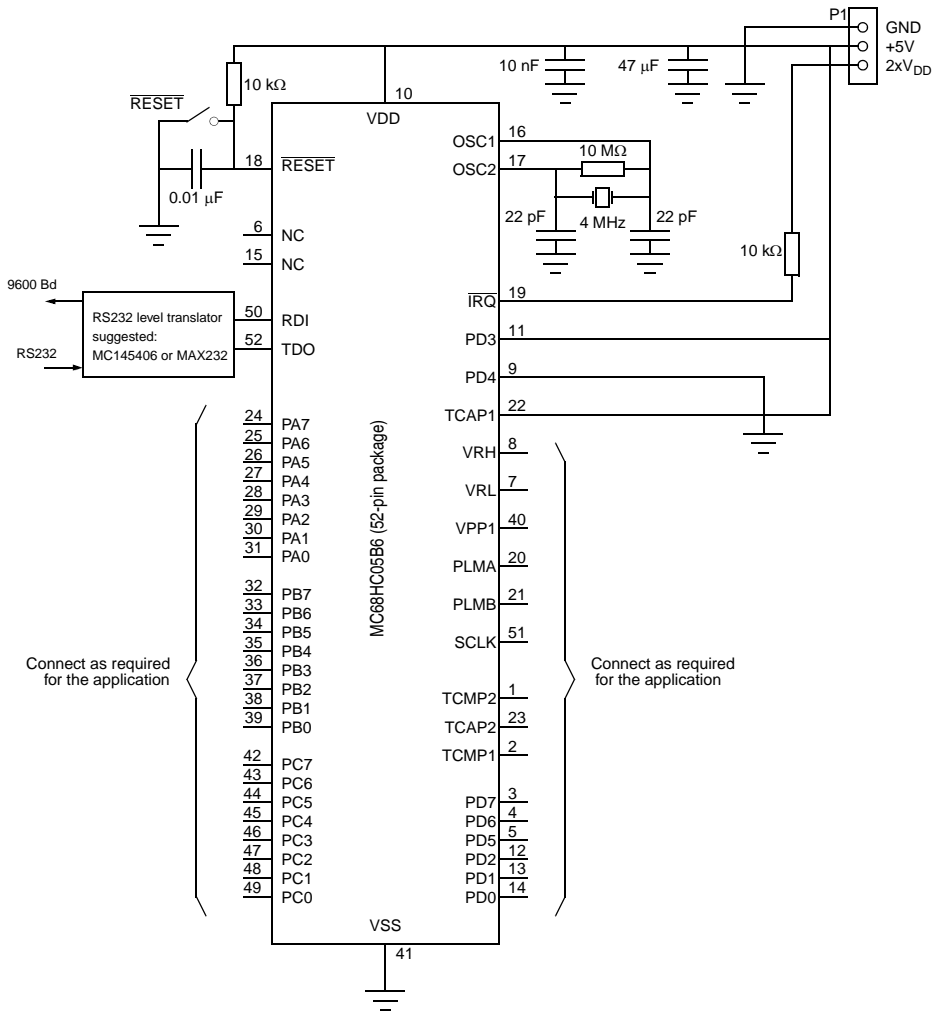 P1
GND
+5V
2xVDD
10 nF
47 µF
10 kΩ
RESET
10
VDD
16
OSC1
10 MΩ
17
OSC2
18
RESET
0.01 µF
22 pF
4 MHz
22 pF
6
NC
15
NC
10 kΩ
9600 Bd
19
IRQ
RS232 level translator
suggested:
MC145406 or MAX232
50
RDI
11
PD3
RS232
52
TDO
9
PD4
22
TCAP1
24
PA7
25
PA6
26
PA5
27
PA4
28
PA3
29
PA2
30
PA1
31
PA0
32
PB7
33
PB6
34
PB5
35
PB4
36
PB3
37
PB2
38
PB1
39
PB0
42
PC7
43
PC6
44
PC5
45
PC4
46
PC3
47
PC2
48
PC1
49
PC0
Connect as required
for the application
MC68HC05B6 (52-pin package)
8
VRH
7
VRL
40
VPP1
20
PLMA
21
PLMB
51
SCLK
1
TCMP2
23
TCAP2
2
TCMP1
3
PD7
4
PD6
5
PD5
12
PD2
13
PD1
14
PD0
Connect as required
for the application
VSS
41